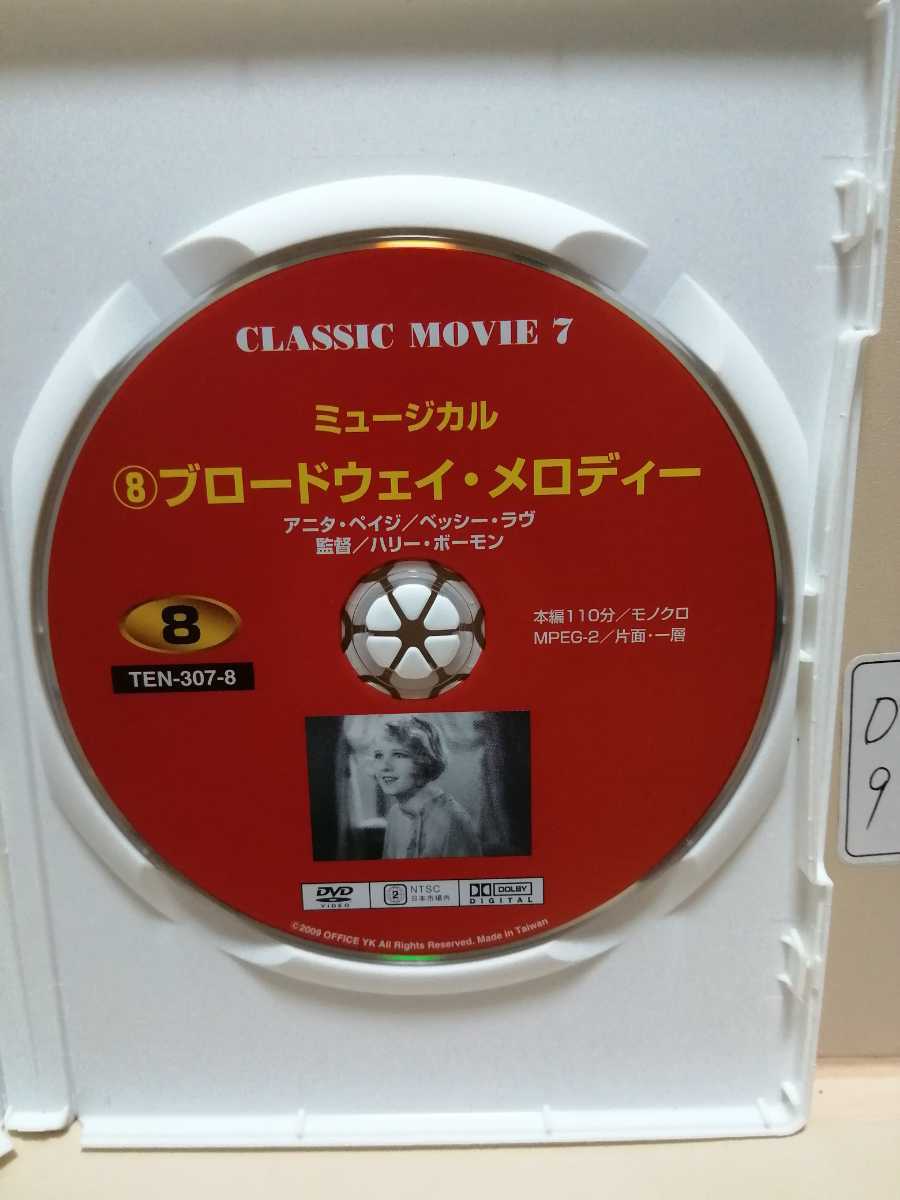 CLASSIC MOVIE 7
ミュージカル
⑧ブロードウェイ・メロディー
アニタ・ペイジ／ベッシー・ラヴ
監督／ハリー・ボーモン
8
TEN-307-8
本編110分／モノクロ
MPEG-2／片面・一層
DVD
VIDEO
2
NTSC
日本市場向
DOLBY
DIGITAL
©2009 OFFICE YK All Rights Reserved. Made in Taiwan
D
9